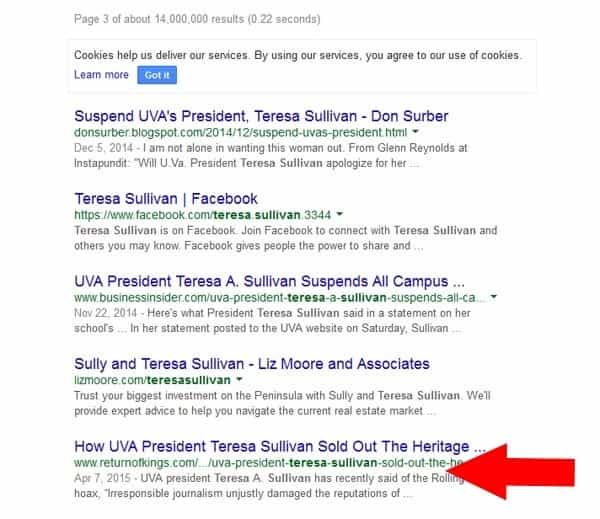 Page 3 of about 14,000,000 results (0.22 seconds)
Cookies help us deliver our services. By using our services, you agree to our use of cookies.
Learn more Got it
Suspend UVA's President, Teresa Sullivan - Don Surber
donsurber.blogspot.com/2014/12/suspend-uvas-president.html
Dec 5, 2014 - I am not alone in wanting this woman out. From Glenn Reynolds at
Instapundit: "Will U.Va. President Teresa Sullivan apologize for her ...
Teresa Sullivan | Facebook
https://www.facebook.com/teresa.sullivan.3344
Teresa Sullivan is on Facebook. Join Facebook to connect with Teresa Sullivan and
others you may know. Facebook gives people the power to share and ...
UVA President Teresa A. Sullivan Suspends All Campus ...
www.businessinsider.com/uva-president-teresa-a-sullivan-suspends-all-ca...
Nov 22, 2014 - Here's what President Teresa Sullivan said in a statement on her
school's ... In her statement posted to the UVA website on Saturday, Sullivan ...
Sully and Teresa Sullivan - Liz Moore and Associates
lizmoore.com/teresasullivan
Trust your biggest investment on the Peninsula with Sully and Teresa Sullivan. We'll
provide expert advice to help you navigate the current real estate market ...
How UVA President Teresa Sullivan Sold Out The Heritage ...
www.returnofkings.com/.../uva-president-teresa-sullivan-sold-out-the-he
Apr 7, 2015 - UVA president Teresa A. Sullivan has recently said of the Rolling
hoax, "Irresponsible journalism unjustly damaged the reputations of ...